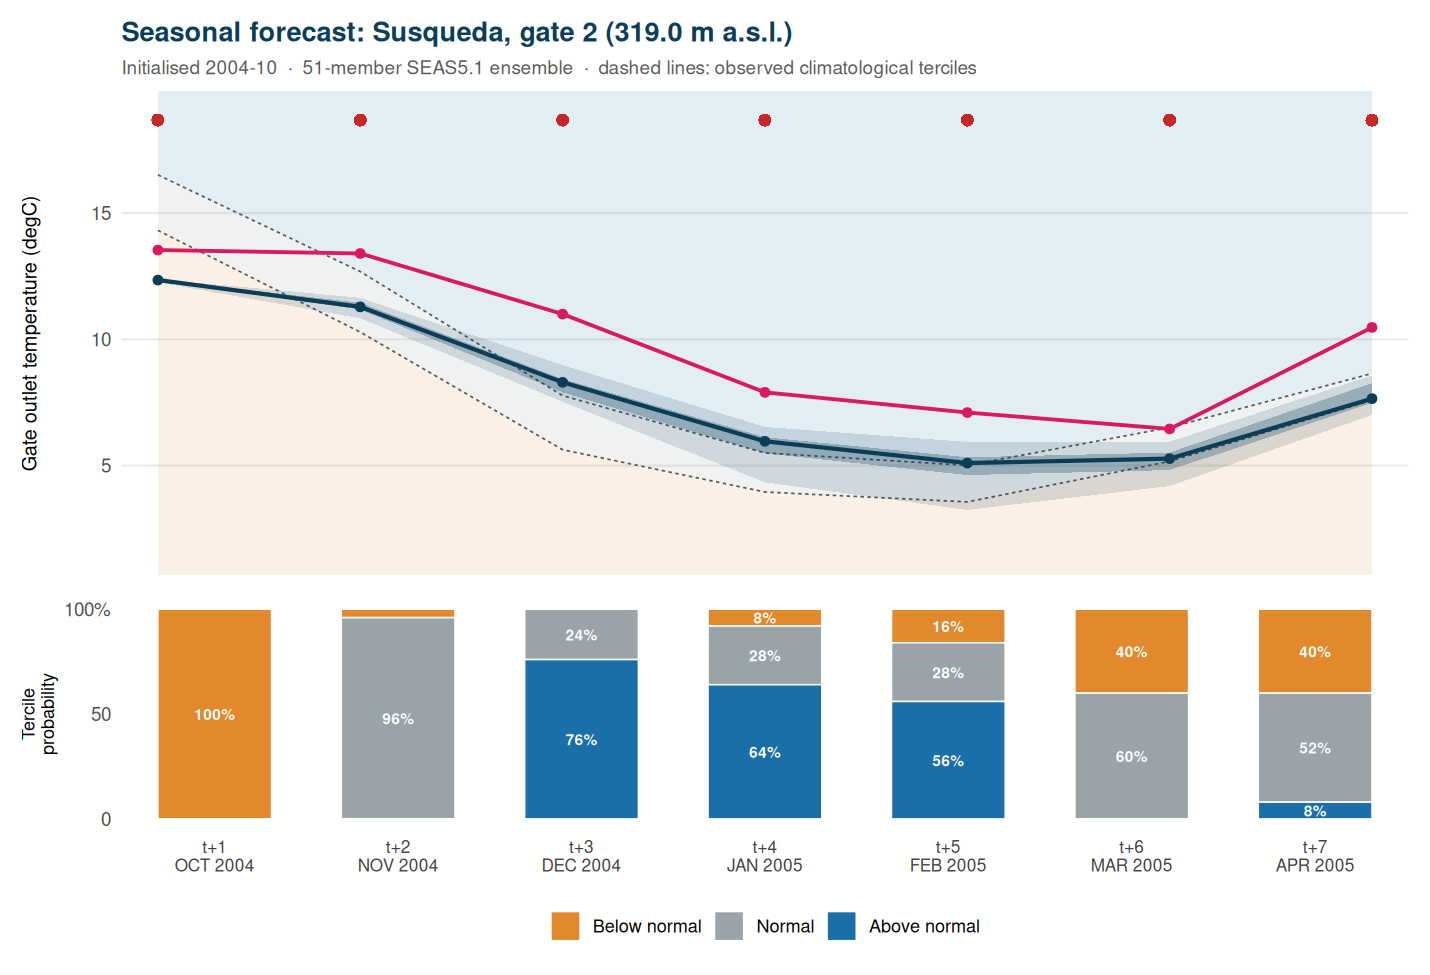 Seasonal forecast: Susqueda, gate 2 (319.0 m a.s.l.)
Initialised 2004-10 · 51-member SEAS5.1 ensemble · dashed lines: observed climatological terciles
Gate outlet temperature (degC)
15
10
5
Tercile
probability
100%
50
0
100%
96%
24%
76%
8%
28%
64%
16%
28%
56%
40%
60%
40%
52%
8%
t+1
OCT 2004
t+2
NOV 2004
t+3
DEC 2004
t+4
JAN 2005
t+5
FEB 2005
t+6
MAR 2005
t+7
APR 2005
Below normal
Normal
Above normal